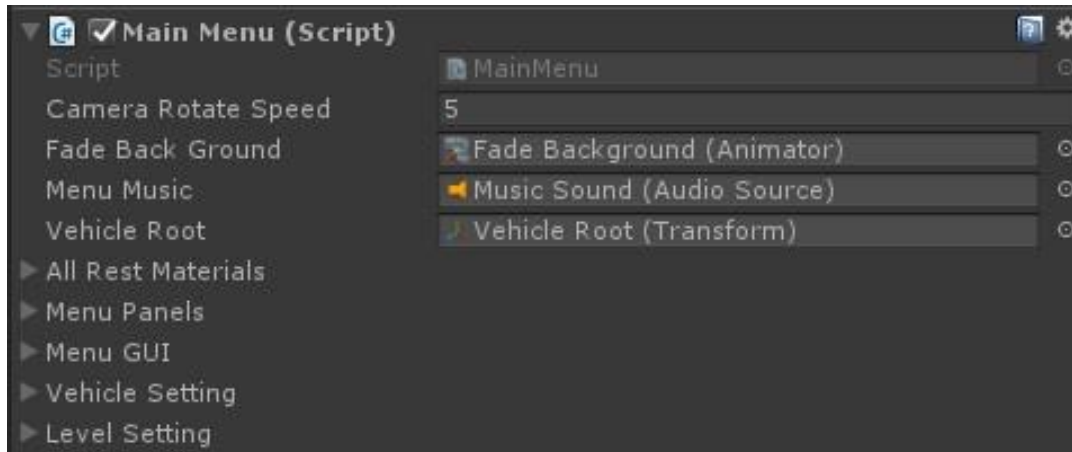 Main Menu (Script)
Script MainMenu
Camera Rotate Speed 5
Fade Back Ground Fade Background (Animator)
Menu Music Music Sound (Audio Source)
Vehicle Root Vehicle Root (Transform)
All Rest Materials
Menu Panels
Menu GUI
Vehicle Setting
Level Setting